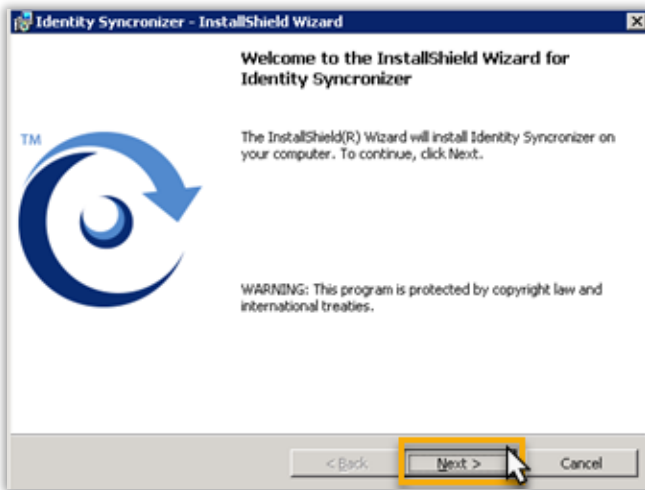 Identity Syncronizer - InstallShield Wizard
Welcome to the InstallShield Wizard for
Identity Syncronizer
TM
The InstallShield(R) Wizard will install Identity Syncronizer on
your computer. To continue, click Next.
WARNING: This program is protected by copyright law and
international treaties.
< Back
Next >
Cancel